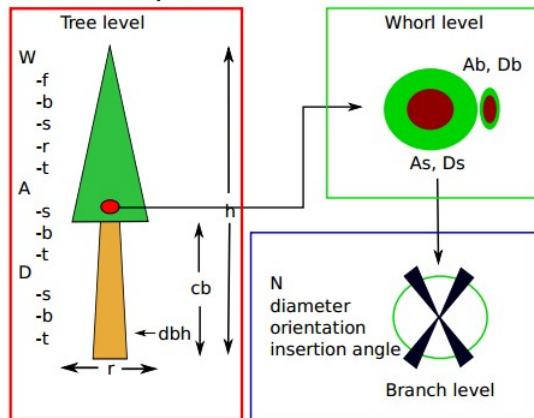 Tree level
W
-f
-b
-s
-r
-t
A
-s
-b
-t
D
-s
-b
-t
h
cb
dbh
r
Whorl level
Ab, Db
As, Ds
N
diameter
orientation
insertion angle
Branch level